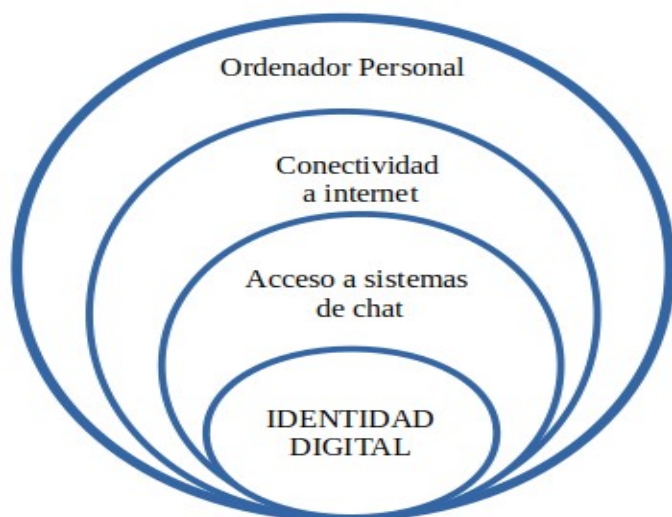 Ordenador Personal
Conectividad
a internet
Acceso a sistemas
de chat
IDENTIDAD
DIGITAL